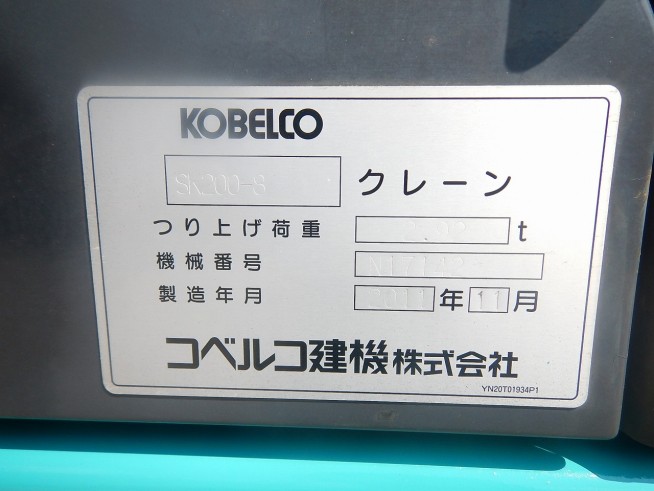 KOBELCO
SK200-8 クレーン
つり上げ荷重 t
機械番号
製造年月 2011 年 11 月
コベルコ建機株式会社
YN20T01934P1